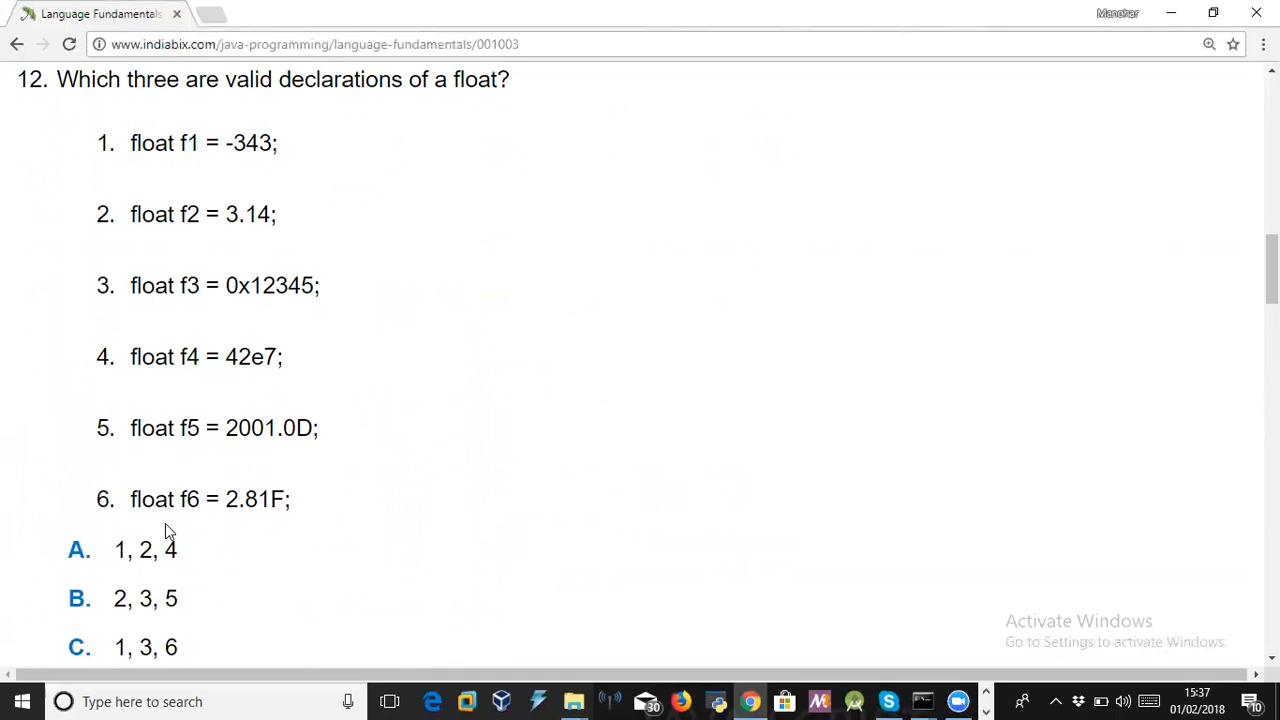 Language Fundamentals
Manohar
www.indiabix.com/java-programming/language-fundamentals/001003
12. Which three are valid declarations of a float?
1. float f1 = -343;
2. float f2 = 3.14;
3. float f3 = 0x12345;
4. float f4 = 42e7;
5. float f5 = 2001.0D;
6. float f6 = 2.81F;
A. 1, 2, 4
B. 2, 3, 5
C. 1, 3, 6
Activate Windows
Go to Settings to activate Windows.
Type here to search
30
15:37
01/02/2018
10